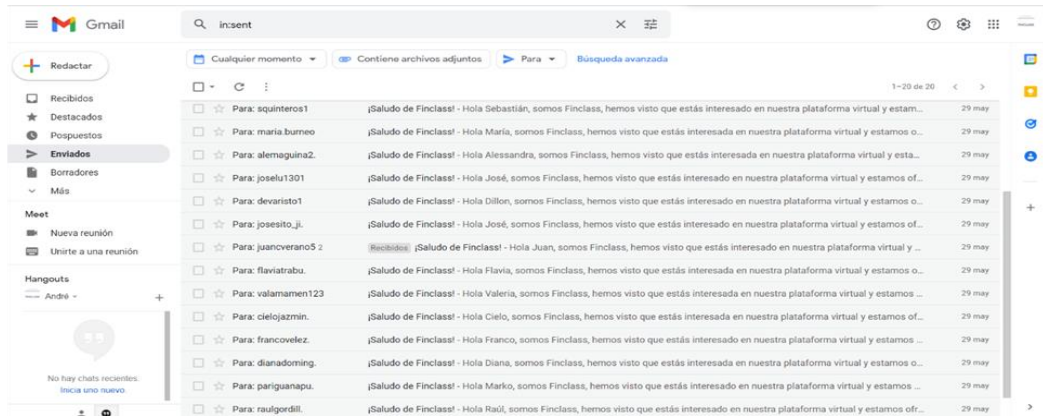 Gmail
in:sent
Redactar
Cualquier momento
Contiene archivos adjuntos
Para
Búsqueda avanzada
1–20 de 20
Recibidos
Destacados
Pospuestos
Enviados
Borradores
Más
Meet
Nueva reunión
Unirte a una reunión
Hangouts
André
No hay chats recientes.
Inicia uno nuevo
Para: squinteros1 ¡Saludo de Finclass! - Hola Sebastián, somos Finclass, hemos visto que estás interesado en nuestra plataforma virtual y estam... 29 may
Para: maria.burneo ¡Saludo de Finclass! - Hola María, somos Finclass, hemos visto que estás interesada en nuestra plataforma virtual y estamos o... 29 may
Para: alemaguina2. ¡Saludo de Finclass! - Hola Alessandra, somos Finclass, hemos visto que estás interesada en nuestra plataforma virtual y esta... 29 may
Para: joselu1301 ¡Saludo de Finclass! - Hola José, somos Finclass, hemos visto que estás interesado en nuestra plataforma virtual y estamos of... 29 may
Para: devaristo1 ¡Saludo de Finclass! - Hola Dillon, somos Finclass, hemos visto que estás interesado en nuestra plataforma virtual y estamos of... 29 may
Para: josesito_ji. ¡Saludo de Finclass! - Hola José, somos Finclass, hemos visto que estás interesado en nuestra plataforma virtual y estamos of... 29 may
Para: juancverano5 2 Recibidos ¡Saludo de Finclass! - Hola Juan, somos Finclass, hemos visto que estás interesado en nuestra plataforma virtual y ... 29 may
Para: flaviatrabu. ¡Saludo de Finclass! - Hola Flavia, somos Finclass, hemos visto que estás interesado en nuestra plataforma virtual y estamos o... 29 may
Para: valamamen123 ¡Saludo de Finclass! - Hola Valeria, somos Finclass, hemos visto que estás interesada en nuestra plataforma virtual y estamos ... 29 may
Para: cielojazmin. ¡Saludo de Finclass! - Hola Cielo, somos Finclass, hemos visto que estás interesada en nuestra plataforma virtual y estamos of... 29 may
Para: francovelez. ¡Saludo de Finclass! - Hola Franco, somos Finclass, hemos visto que estás interesado en nuestra plataforma virtual y estamos o... 29 may
Para: dianadoming. ¡Saludo de Finclass! - Hola Diana, somos Finclass, hemos visto que estás interesada en nuestra plataforma virtual y estamos o... 29 may
Para: pariguanapu. ¡Saludo de Finclass! - Hola Marko, somos Finclass, hemos visto que estás interesado en nuestra plataforma virtual y estamos ... 29 may
Para: raulgordill. ¡Saludo de Finclass! - Hola Raúl, somos Finclass, hemos visto que estás interesado en nuestra plataforma virtual y estamos ofr... 29 may